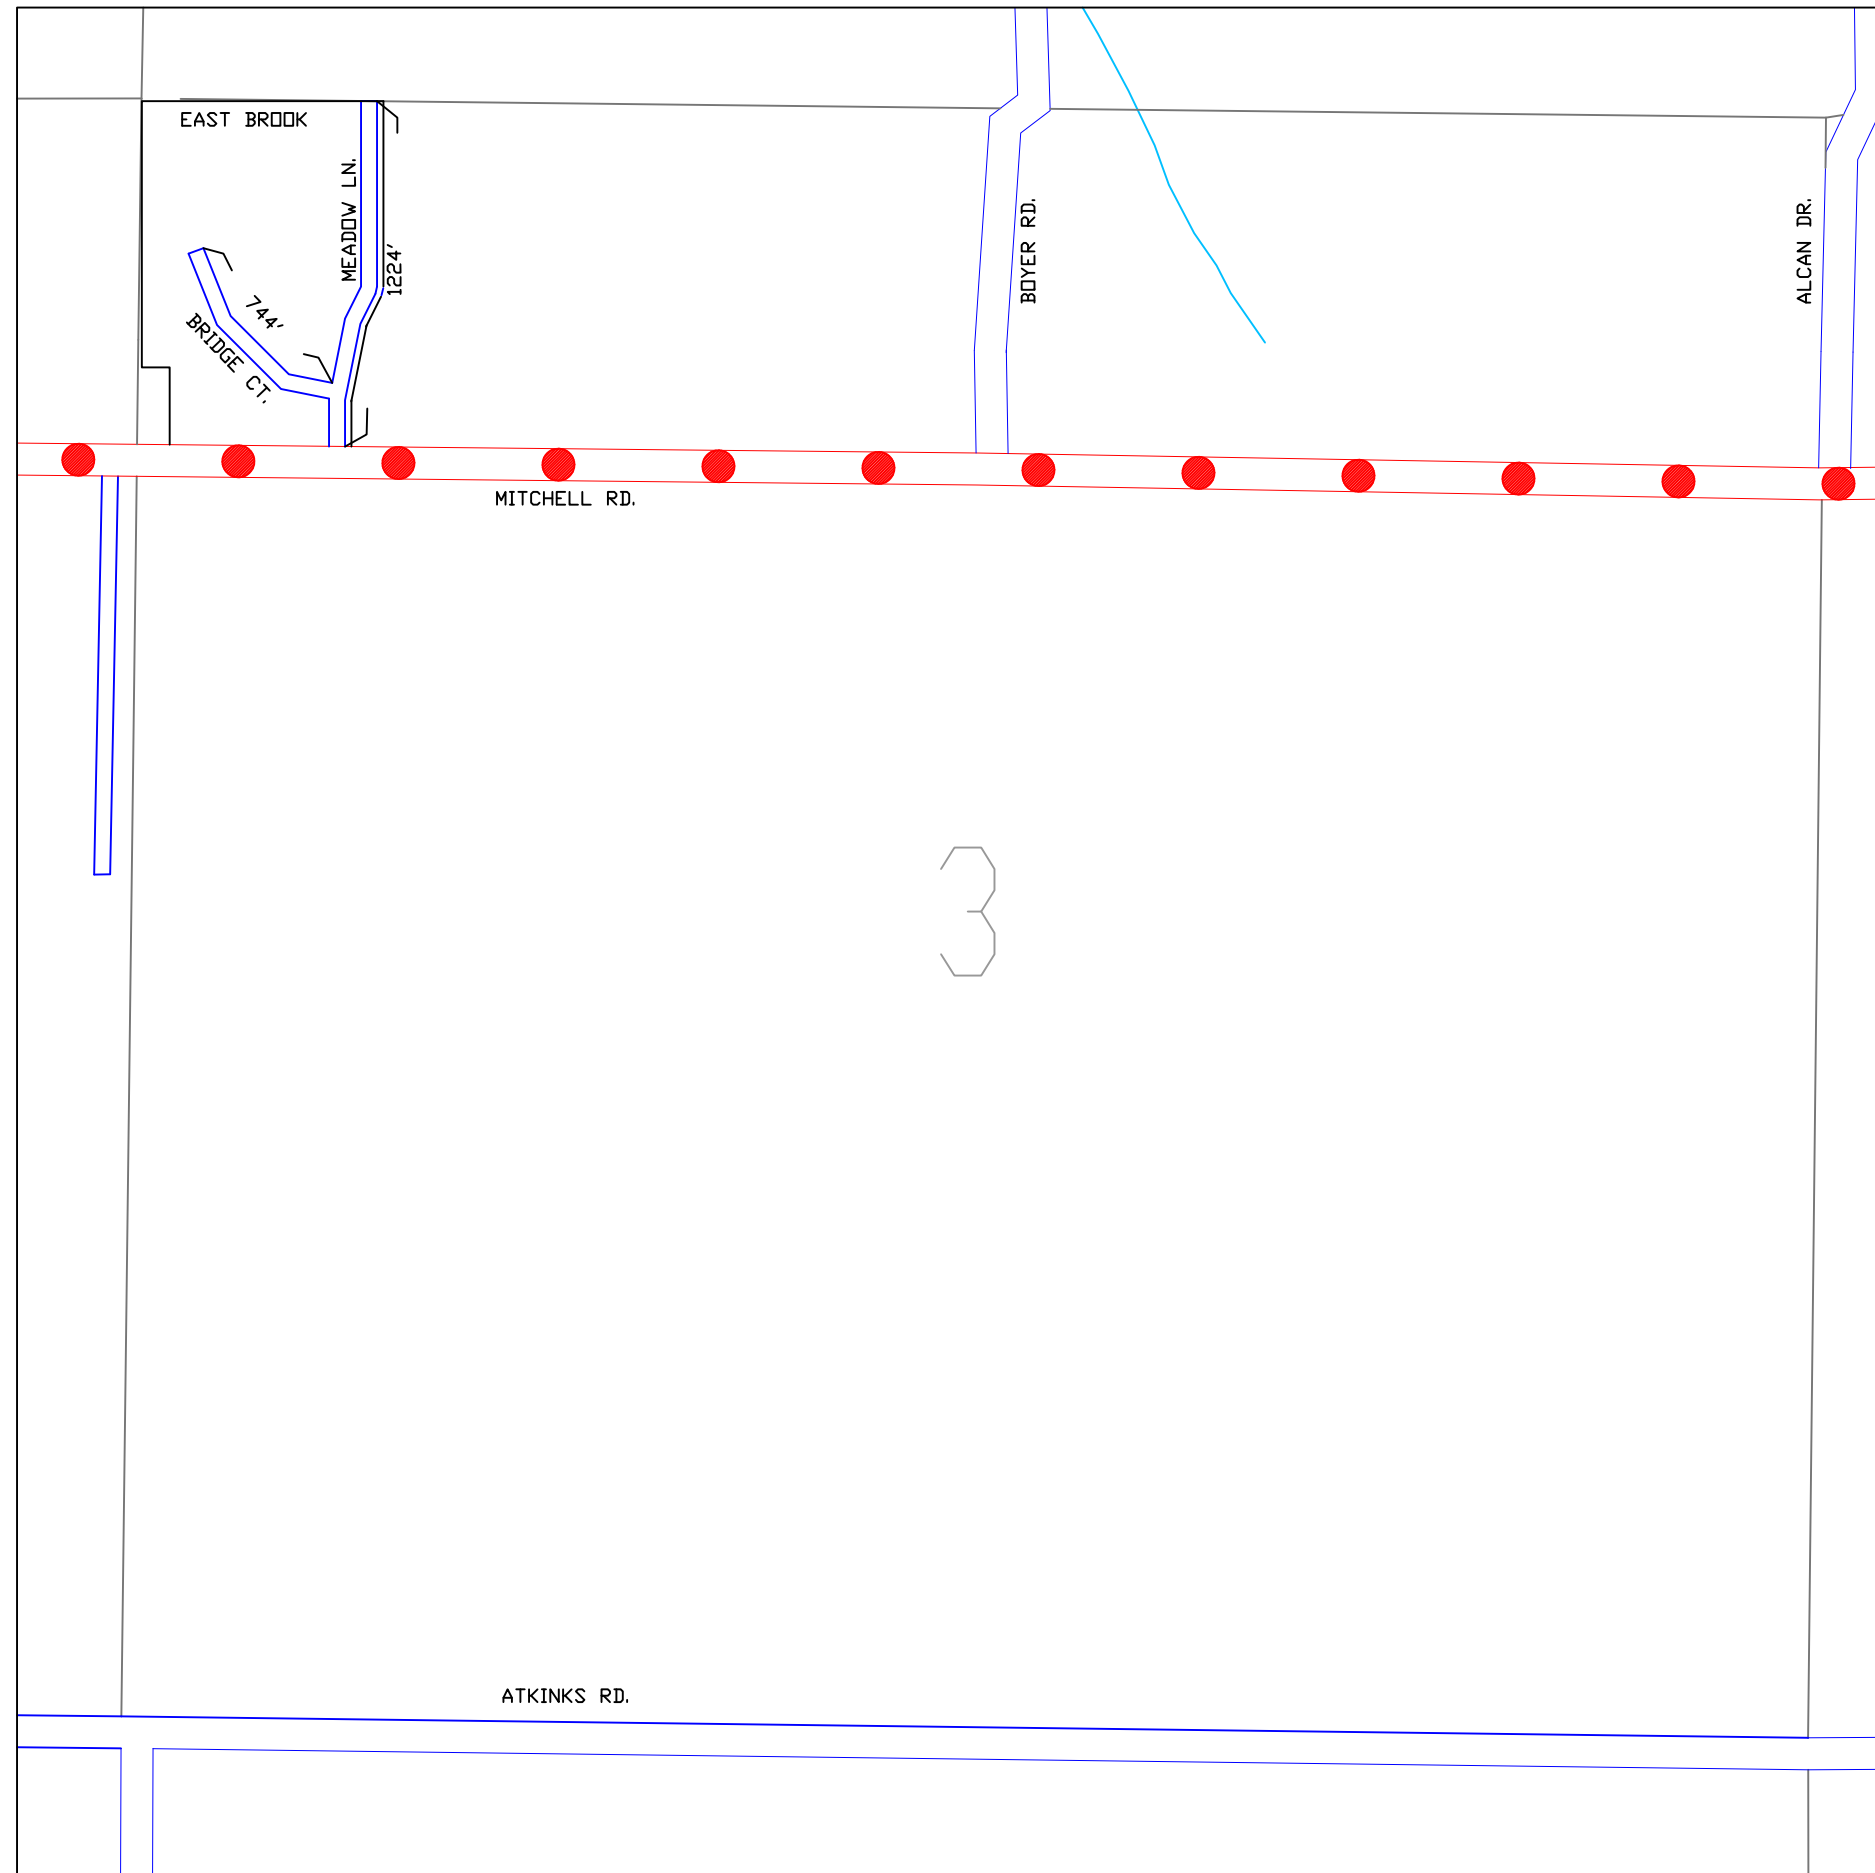 EAST BROOK
MEADOW LN.
1224'
744'
BRIDGE CT.
BOYER RD.
ALCAN DR.
MITCHELL RD.
3
ATKINKS RD.